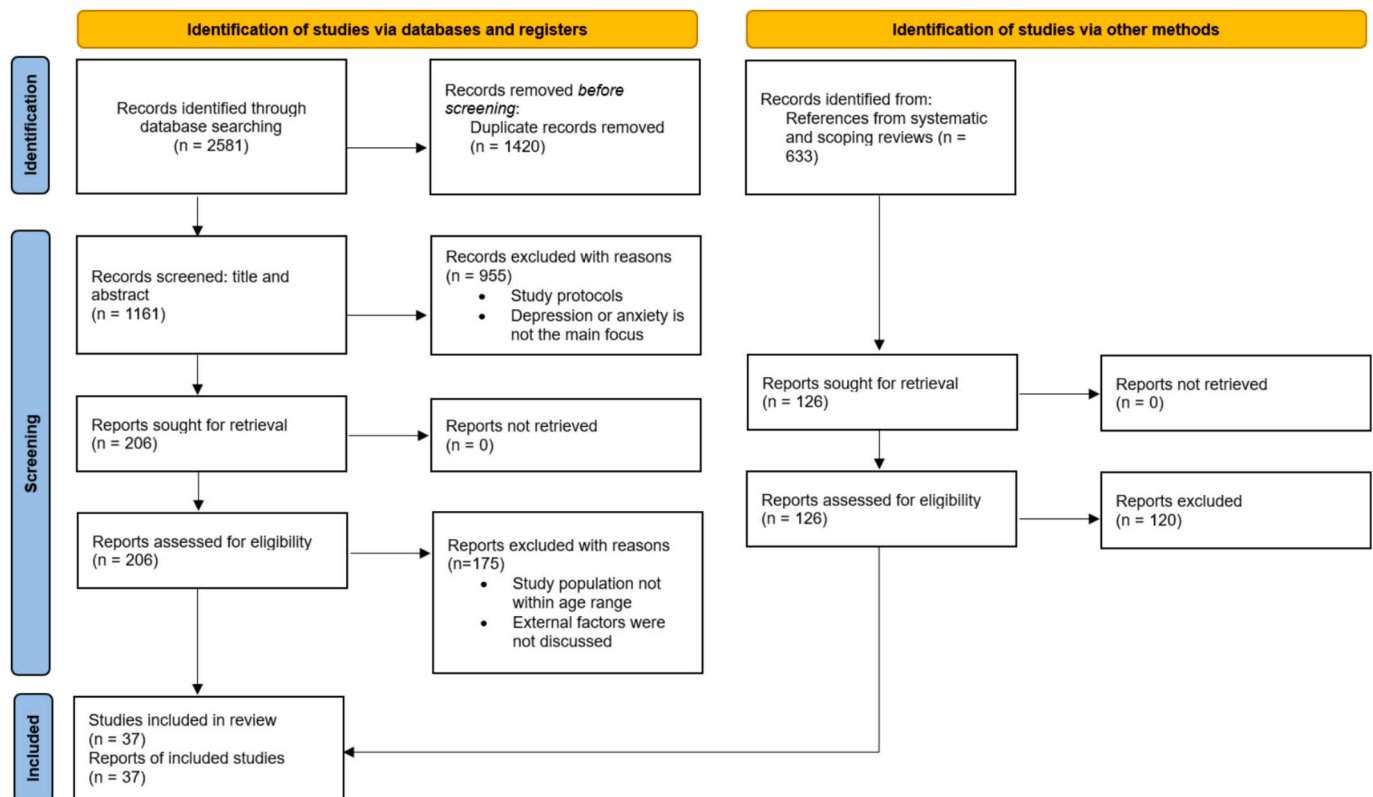 Identification of studies via databases and registers
Identification of studies via other methods
Identification
Records identified through
database searching
(n = 2581)
Records removed before
screening:
Duplicate records removed
(n = 1420)
Records identified from:
References from systematic
and scoping reviews (n =
633)
Screening
Records screened: title and
abstract
(n = 1161)
Records excluded with reasons
(n = 955)
• Study protocols
• Depression or anxiety is
not the main focus
Reports sought for retrieval
(n = 206)
Reports not retrieved
(n = 0)
Reports sought for retrieval
(n = 126)
Reports not retrieved
(n = 0)
Reports assessed for eligibility
(n = 206)
Reports excluded with reasons
(n=175)
• Study population not
within age range
• External factors were
not discussed
Reports assessed for eligibility
(n = 126)
Reports excluded
(n = 120)
Included
Studies included in review
(n = 37)
Reports of included studies
(n = 37)